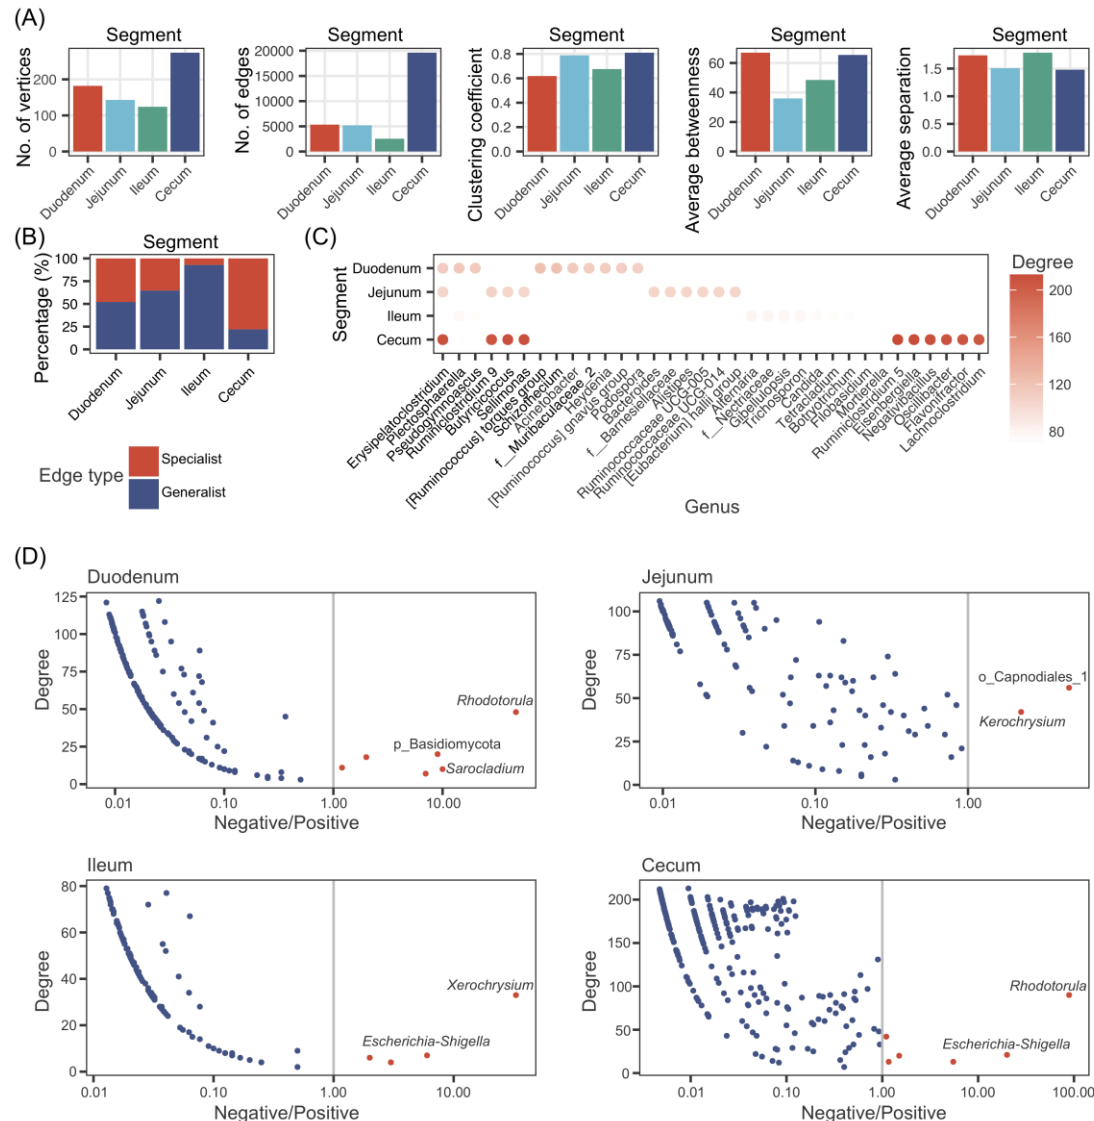 (A)
Segment
No. of vertices
200
100
0
Duodenum
Jejunum
Ileum
Cecum
Segment
No. of edges
20000
15000
10000
5000
0
Duodenum
Jejunum
Ileum
Cecum
Segment
Clustering coefficient
0.8
0.6
0.4
0.2
0.0
Duodenum
Jejunum
Ileum
Cecum
Segment
Average betweenness
60
40
20
0
Duodenum
Jejunum
Ileum
Cecum
Segment
Average separation
1.5
1.0
0.5
0.0
Duodenum
Jejunum
Ileum
Cecum
(B)
Segment
Percentage (%)
100
75
50
25
0
Duodenum
Jejunum
Ileum
Cecum
Edge type
Specialist
Generalist
(C)
Segment
Duodenum
Jejunum
Ileum
Cecum
Erysipelatoclostridium
Plectosphaerella
Pseudogymnoascus
Ruminiclostridium 9
Butyricicoccus
Sellimonas
[Ruminococcus] torques group
Schizothecium
Acinetobacter
f__Muribaculaceae_2
Heydenia
[Ruminococcus] gnavus group
Podospora
Bacteroides
f__Barnesiellaceae
Alistipes
Ruminococcaceae UCG-005
Ruminococcaceae UCG-014
[Eubacterium] hallii group
Alternaria
f__Nectriaceae
Gibellulopsis
Trichosporon
Candida
Tetracladium
Botryotrichum
Filobasidium
Mortierella
Ruminiclostridium 5
Eisenbergiella
Negativibacillus
Oscillibacter
Flavonifractor
Lachnoclostridium
Genus
Degree
200
160
120
80
(D)
Duodenum
Degree
125
100
75
50
25
0
Rhodotorula
p_Basidiomycota
Sarocladium
0.01
0.10
1.00
10.00
Negative/Positive
Jejunum
Degree
100
75
50
25
0
o_Capnodiales_1
Kerochrysium
0.01
0.10
1.00
Negative/Positive
Ileum
Degree
80
60
40
20
0
Xerochrysium
Escherichia-Shigella
0.01
0.10
1.00
10.00
Negative/Positive
Cecum
Degree
200
150
100
50
0
Rhodotorula
Escherichia-Shigella
0.01
0.10
1.00
10.00
100.00
Negative/Positive